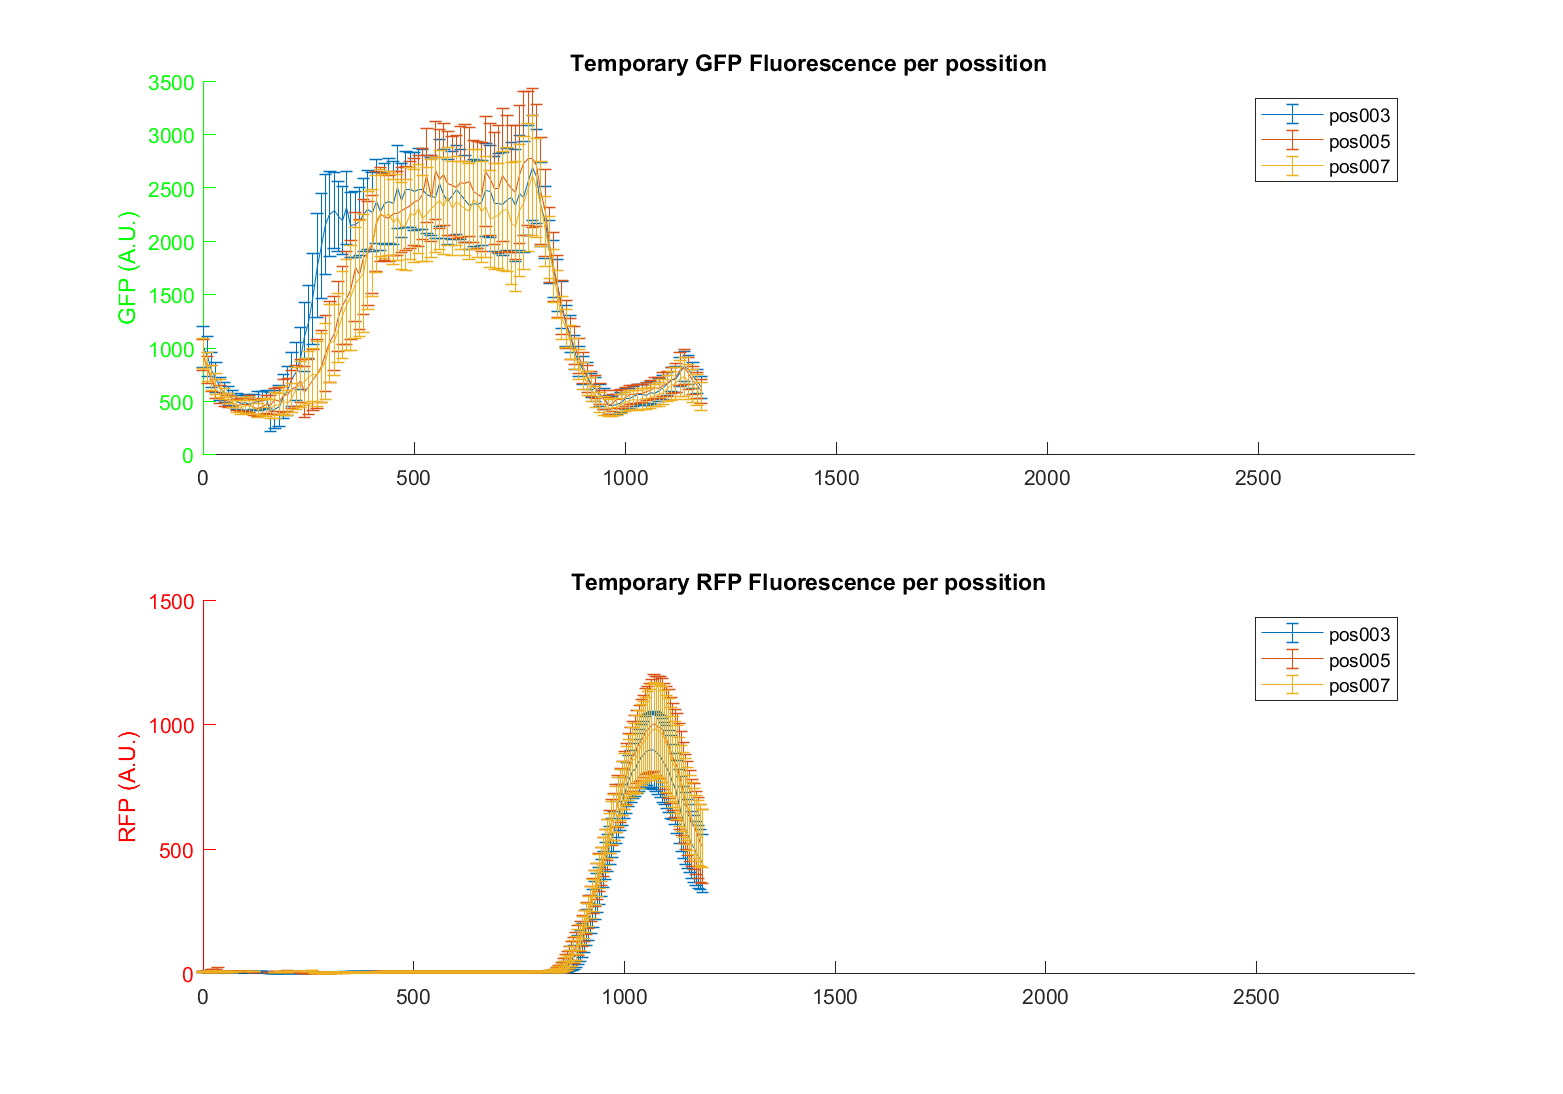 Temporary GFP Fluorescence per possition
3500
3000
2500
2000
1500
1000
500
0
GFP (A.U.)
0 500 1000 1500 2000 2500
pos003
pos005
pos007
Temporary RFP Fluorescence per possition
1500
1000
500
0
RFP (A.U.)
0 500 1000 1500 2000 2500
pos003
pos005
pos007